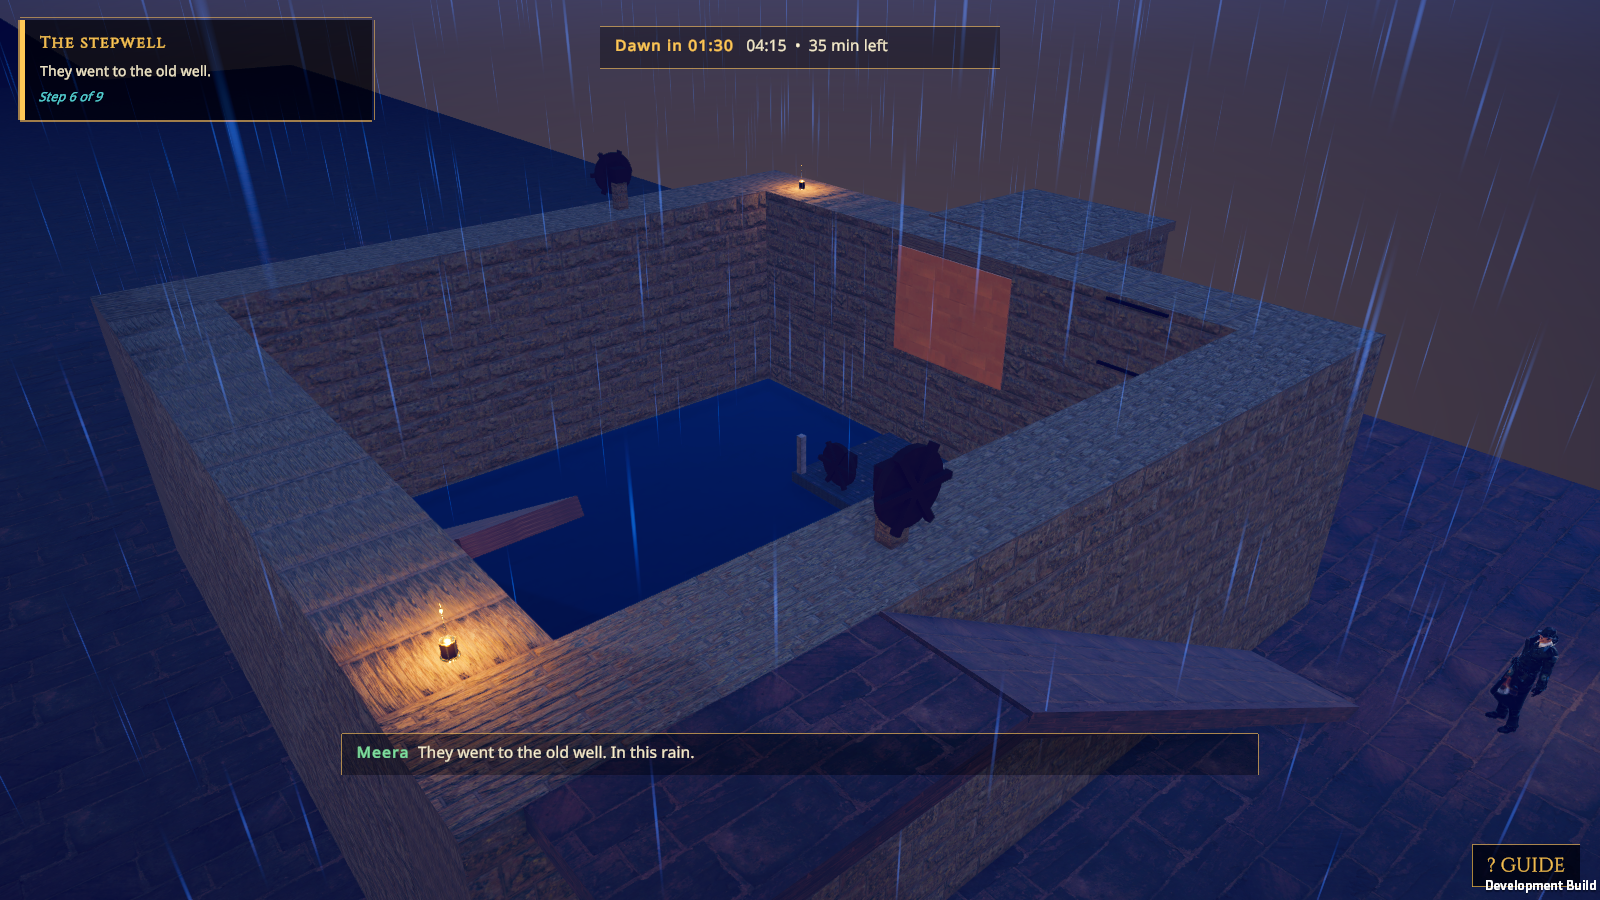 THE STEPWELL
They went to the old well.
Step 6 of 9
Dawn in 01:30 04:15 • 35 min left
Meera They went to the old well. In this rain.
? GUIDE
Development Build